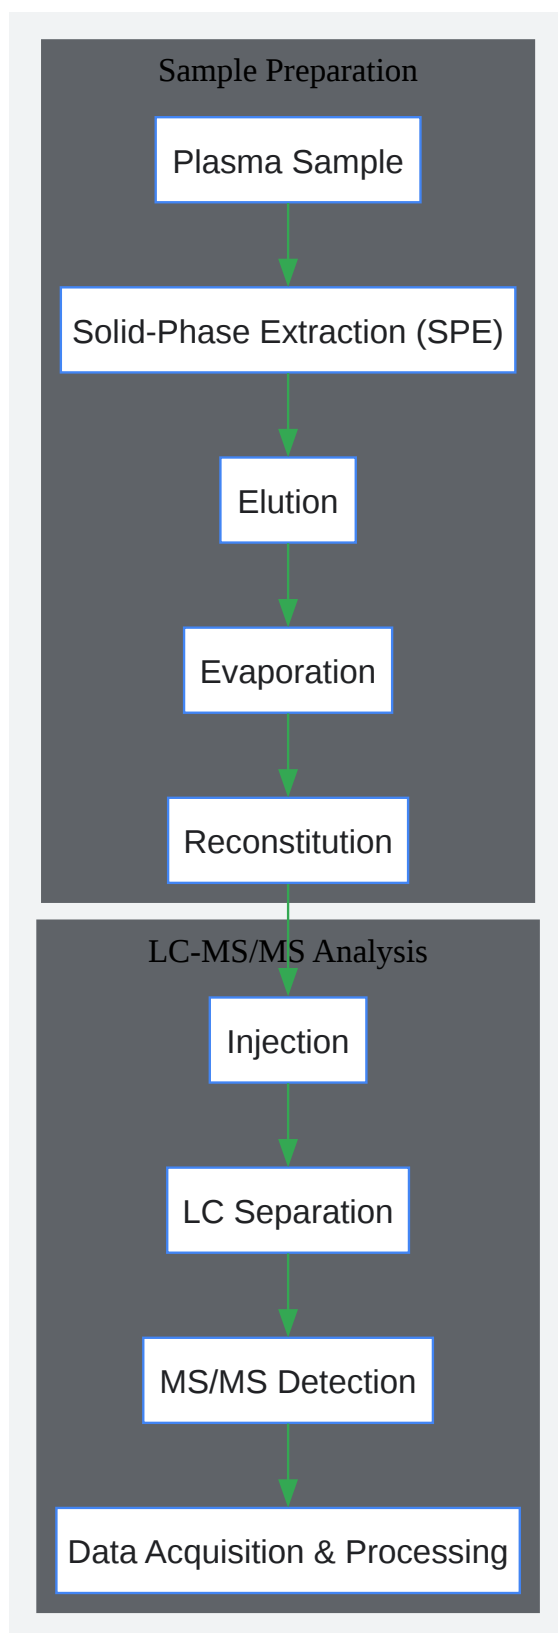 Sample Preparation
Plasma Sample
Solid-Phase Extraction (SPE)
Elution
Evaporation
Reconstitution
LC-MS/MS Analysis
Injection
LC Separation
MS/MS Detection
Data Acquisition & Processing